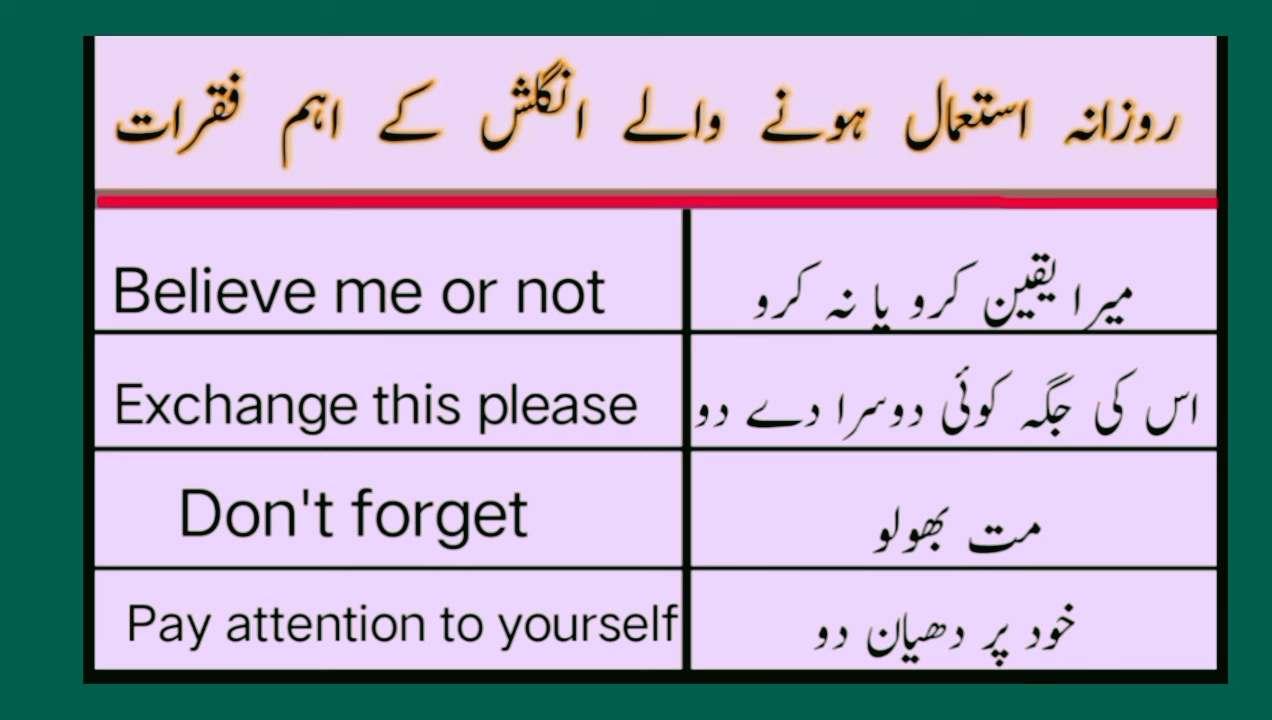 روزانہ استعمال ہونے والے انگلش کے اہم فقرات
Believe me or not
میرا یقین کرو یا نہ کرو
Exchange this please
اس کی جگہ کوئی دوسرا دے دو
Don't forget
مت بھولو
Pay attention to yourself
خود پر دھیان دو